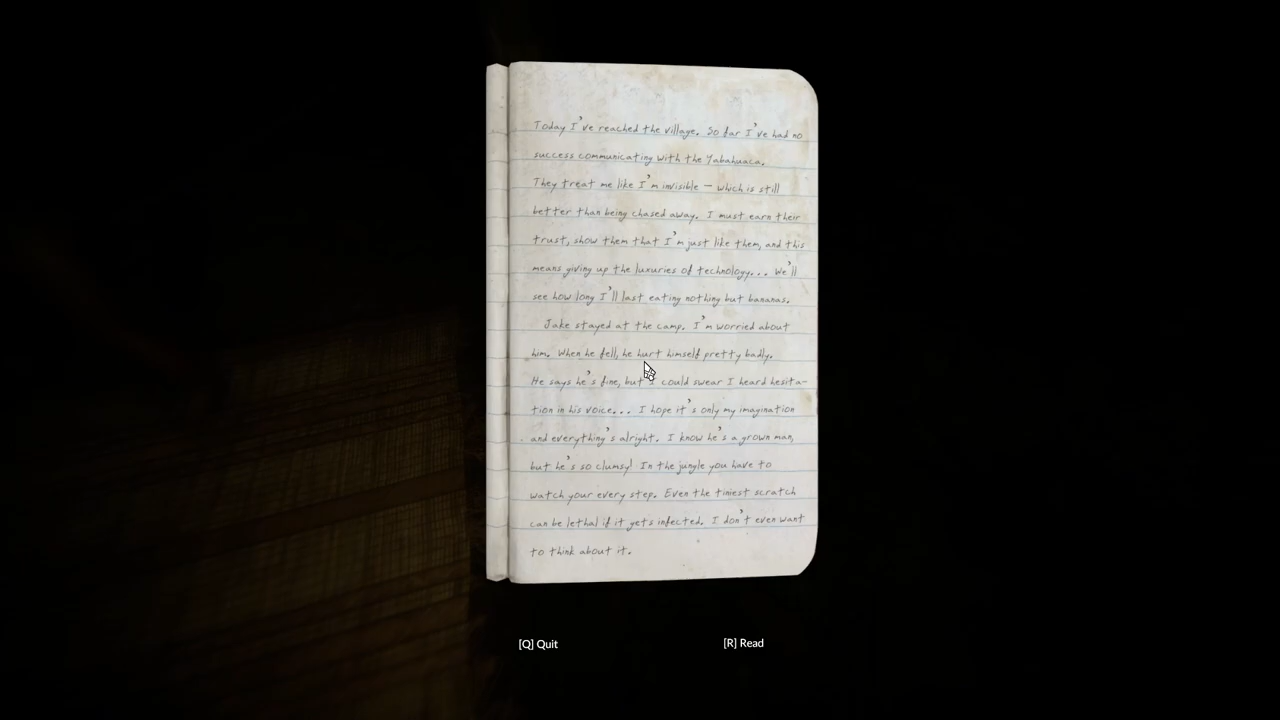 Today I've reached the village. So far I've had no
success communicating with the Yabahuaca.
They treat me like I'm invisible — which is still
better than being chased away. I must earn their
trust, show them that I'm just like them, and this
means giving up the luxuries of technology... We'll
see how long I'll last eating nothing but bananas.
Jake stayed at the camp. I'm worried about
him. When he fell, he hurt himself pretty badly.
He says he's fine, but I could swear I heard hesita-
tion in his voice... I hope it's only my imagination
and everything's alright. I know he's a grown man,
but he's so clumsy! In the jungle you have to
watch your every step. Even the tiniest scratch
can be lethal if it gets infected. I don't even want
to think about it.
[Q] Quit
[R] Read